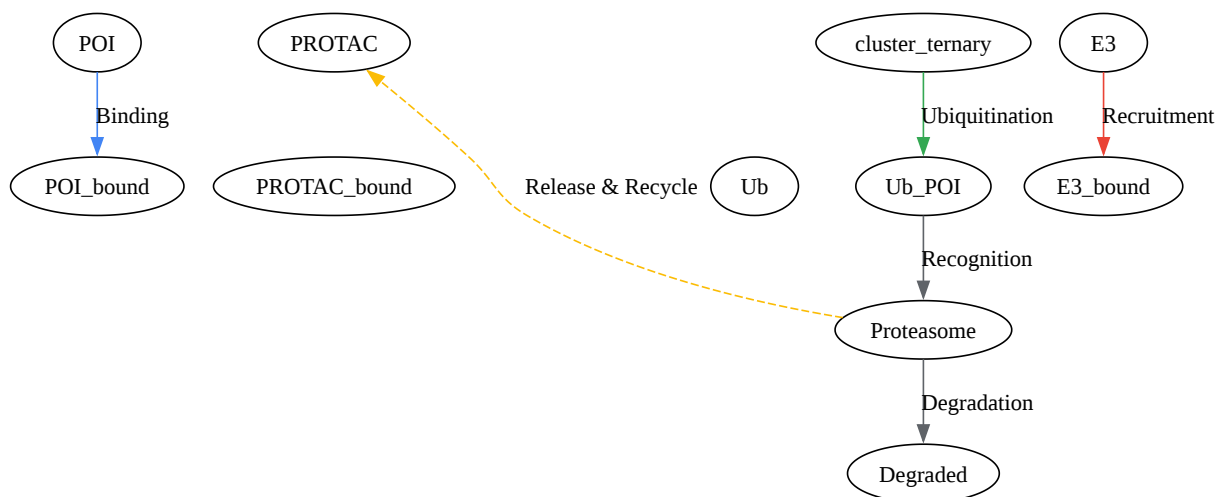 POI
PROTAC
cluster_ternary
E3
Binding
Ubiquitination
Recruitment
POI_bound
PROTAC_bound
Release & Recycle
Ub
Ub_POI
E3_bound
Recognition
Proteasome
Degradation
Degraded